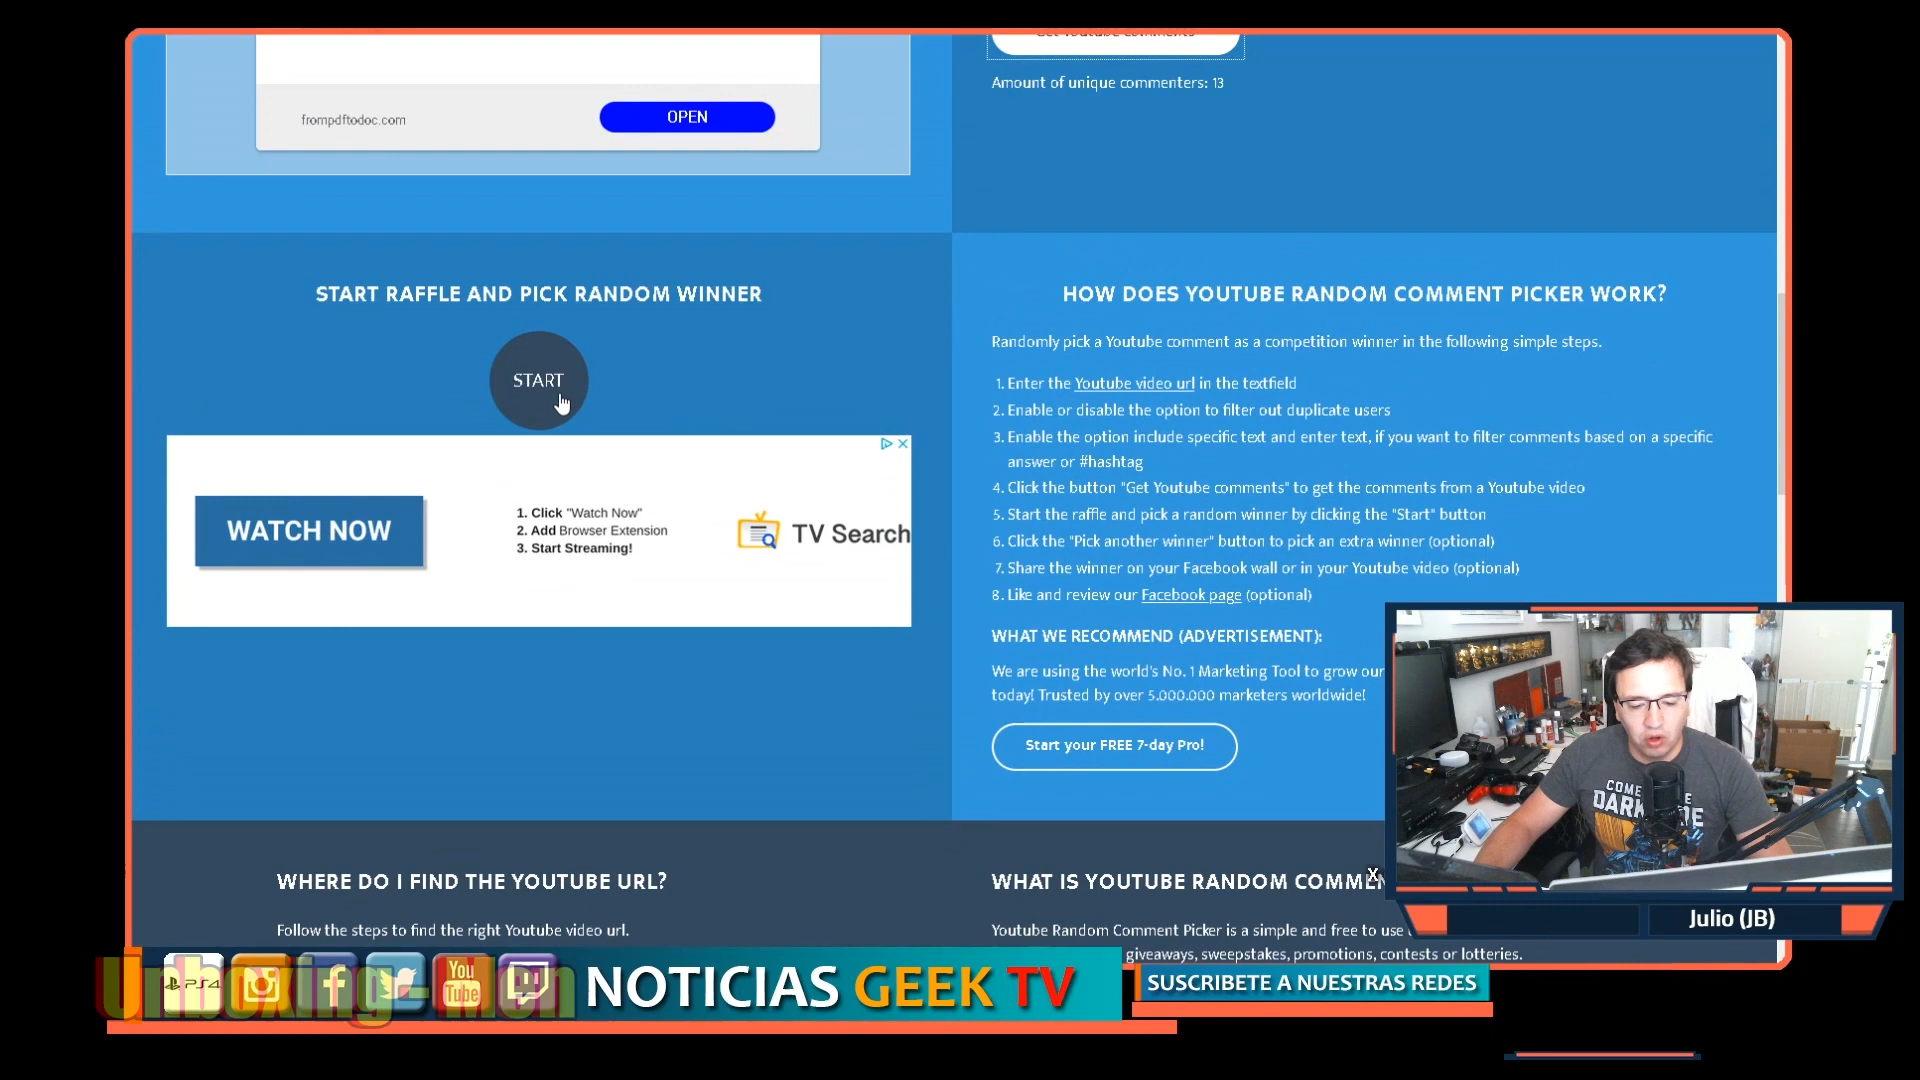 Get Youtube comments
Amount of unique commenters: 13
frompdftodoc.com
OPEN
START RAFFLE AND PICK RANDOM WINNER
START
WATCH NOW
1. Click "Watch Now"
2. Add Browser Extension
3. Start Streaming!
TV Search
HOW DOES YOUTUBE RANDOM COMMENT PICKER WORK?
Randomly pick a Youtube comment as a competition winner in the following simple steps.
1. Enter the Youtube video url in the textfield
2. Enable or disable the option to filter out duplicate users
3. Enable the option include specific text and enter text, if you want to filter comments based on a specific
answer or #hashtag
4. Click the button "Get Youtube comments" to get the comments from a Youtube video
5. Start the raffle and pick a random winner by clicking the "Start" button
6. Click the "Pick another winner" button to pick an extra winner (optional)
7. Share the winner on your Facebook wall or in your Youtube video (optional)
8. Like and review our Facebook page (optional)
WHAT WE RECOMMEND (ADVERTISEMENT):
We are using the world's No. 1 Marketing Tool to grow our
today! Trusted by over 5.000.000 marketers worldwide!
Start your FREE 7-day Pro!
DARK
WHERE DO I FIND THE YOUTUBE URL?
Follow the steps to find the right Youtube video url.
WHAT IS YOUTUBE RANDOM COMMEN
X
Youtube Random Comment Picker is a simple and free to use
giveaways, sweepstakes, promotions, contests or lotteries.
Julio (JB)
Unboxing-Mon
PS4
You
Tube
NOTICIAS GEEK TV
SUSCRIBETE A NUESTRAS REDES